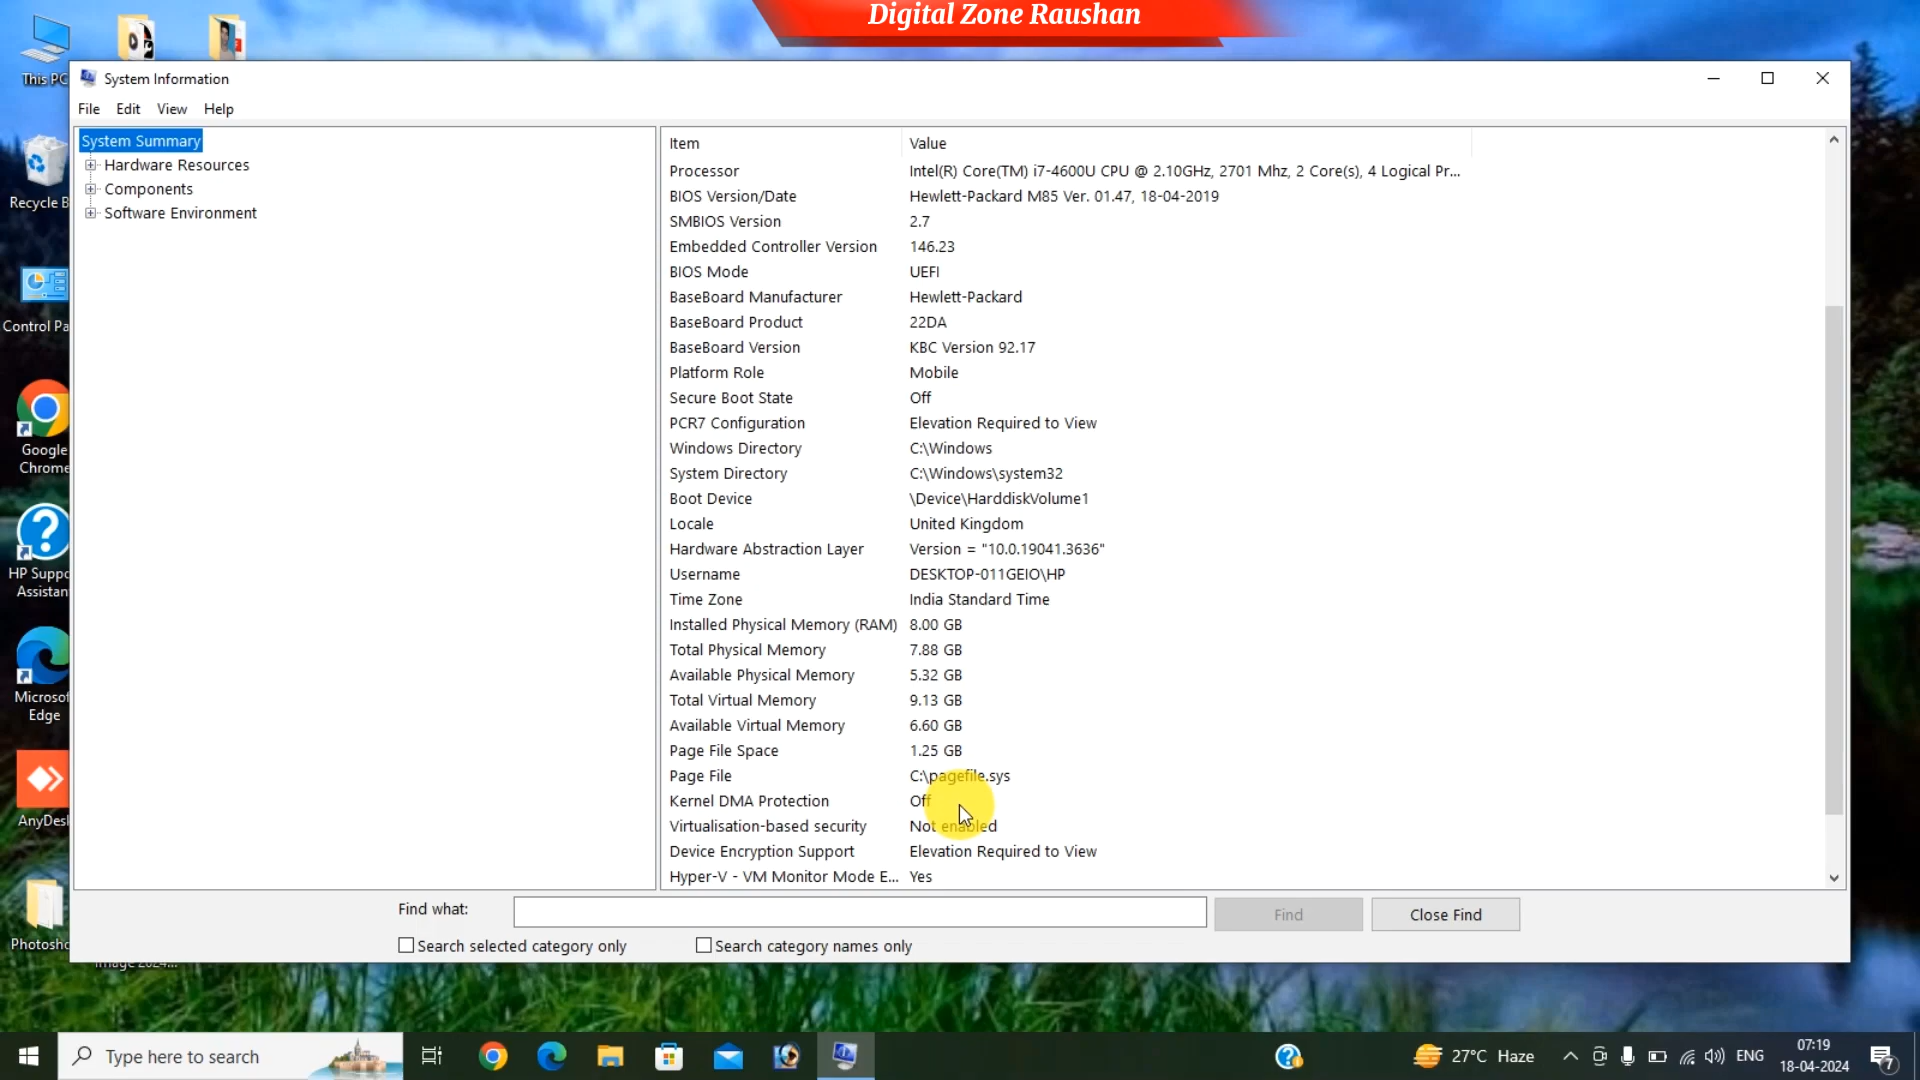 Digital Zone Raushan
This PC
Recycle B
Control Pa
Google
Chrome
HP Suppo
Assistan
Microsof
Edge
AnyDesk
Photosho
System Information
File Edit View Help
System Summary
Hardware Resources
Components
Software Environment
Item Value
Processor Intel(R) Core(TM) i7-4600U CPU @ 2.10GHz, 2701 Mhz, 2 Core(s), 4 Logical Pr...
BIOS Version/Date Hewlett-Packard M85 Ver. 01.47, 18-04-2019
SMBIOS Version 2.7
Embedded Controller Version 146.23
BIOS Mode UEFI
BaseBoard Manufacturer Hewlett-Packard
BaseBoard Product 22DA
BaseBoard Version KBC Version 92.17
Platform Role Mobile
Secure Boot State Off
PCR7 Configuration Elevation Required to View
Windows Directory C:\Windows
System Directory C:\Windows\system32
Boot Device \Device\HarddiskVolume1
Locale United Kingdom
Hardware Abstraction Layer Version = "10.0.19041.3636"
Username DESKTOP-011GEIO\HP
Time Zone India Standard Time
Installed Physical Memory (RAM) 8.00 GB
Total Physical Memory 7.88 GB
Available Physical Memory 5.32 GB
Total Virtual Memory 9.13 GB
Available Virtual Memory 6.60 GB
Page File Space 1.25 GB
Page File C:\pagefile.sys
Kernel DMA Protection Off
Virtualisation-based security Not enabled
Device Encryption Support Elevation Required to View
Hyper-V - VM Monitor Mode E... Yes
Find what: Find Close Find
Search selected category only Search category names only
Type here to search
27°C Haze ENG
07:19
18-04-2024
7